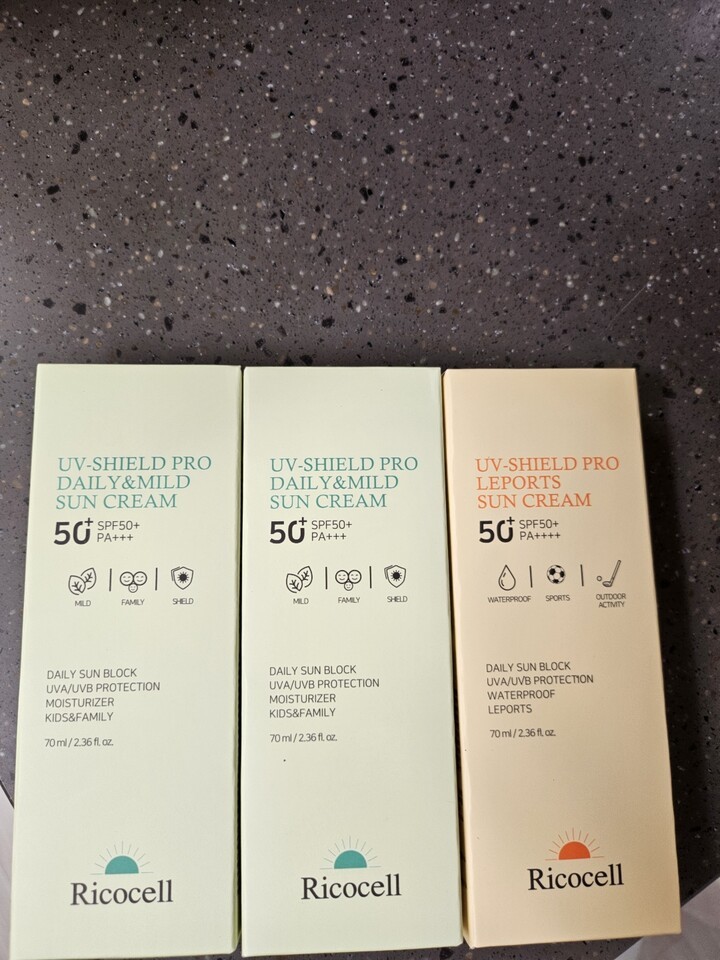 UV-SHIELD PRO
DAILY&MILD
SUN CREAM
50+ SPF50+
PA+++
MILD FAMILY SHIELD
DAILY SUN BLOCK
UVA/UVB PROTECTION
MOISTURIZER
KIDS&FAMILY
70 ml / 2.36 fl. oz.
Ricocell
UV-SHIELD PRO
DAILY&MILD
SUN CREAM
50+ SPF50+
PA+++
MILD FAMILY SHIELD
DAILY SUN BLOCK
UVA/UVB PROTECTION
MOISTURIZER
KIDS&FAMILY
70 ml / 2.36 fl. oz.
Ricocell
UV-SHIELD PRO
LEPORTS
SUN CREAM
50+ SPF50+
PA++++
WATERPROOF SPORTS OUTDOOR
ACTIVITY
DAILY SUN BLOCK
UVA/UVB PROTECTION
WATERPROOF
LEPORTS
70 ml / 2.36 fl. oz.
Ricocell